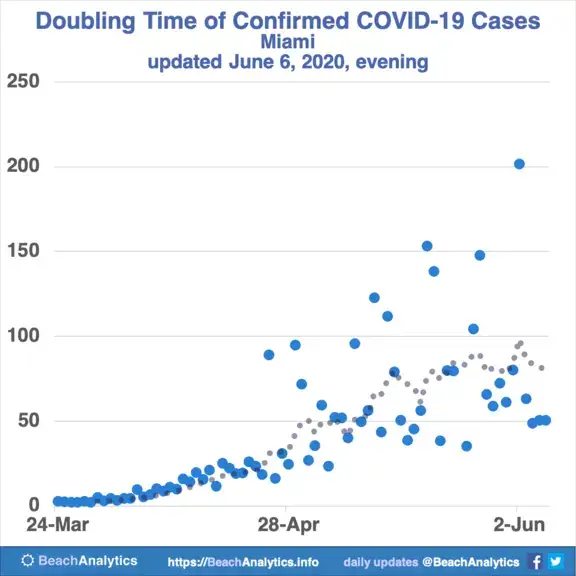 Doubling Time of Confirmed COVID-19 Cases
Miami
updated June 6, 2020, evening
250
200
150
100
50
0
24-Mar 28-Apr 2-Jun
BeachAnalytics https://BeachAnalytics.info daily updates @BeachAnalytics